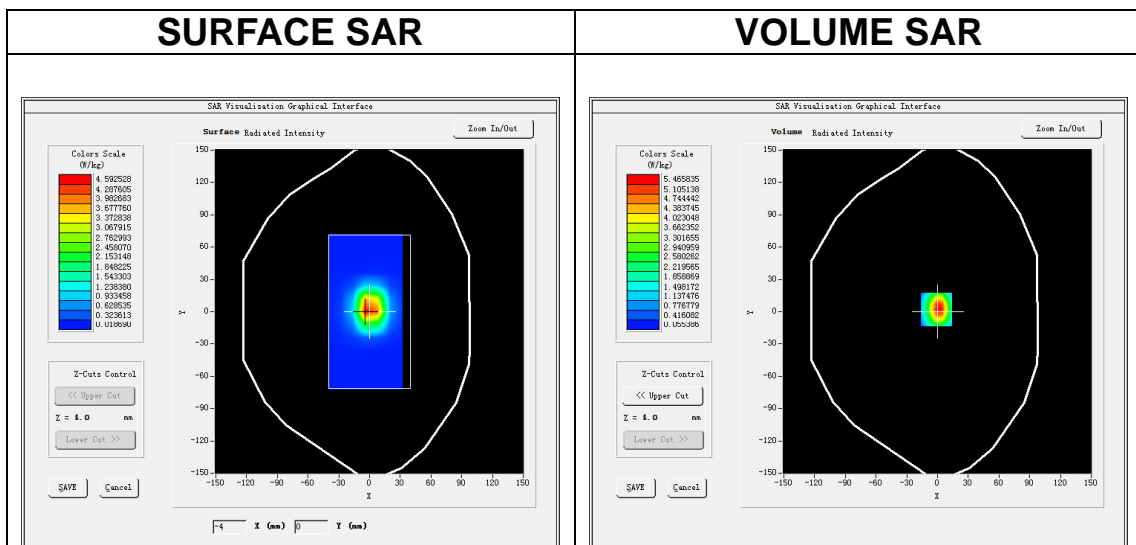 SURFACE SAR
VOLUME SAR
SAR Visualisation Graphical Interface
Surface Radiated Intensity
Zoom In/Out
Colors Scale
(W/kg)
4.592528
4.287605
3.982683
3.677760
3.372838
3.067915
2.762993
2.458070
2.153148
1.848225
1.543303
1.238380
0.933458
0.628535
0.323613
0.018690
150
120
90
60
30
0
-30
-60
-90
-120
-150
Y
-150 -120 -90 -60 -30 0 30 60 90 120 150
X
Z-Cuts Control
<< Upper Cut
Z = mm
Lower Cut >>
SAVE Cancel
-4 X (mm) 0 Y (mm)
SAR Visualisation Graphical Interface
Volume Radiated Intensity
Zoom In/Out
Colors Scale
(W/kg)
5.465835
5.105138
4.744442
4.383745
4.023048
3.662352
3.301655
2.940959
2.580262
2.219565
1.858869
1.498172
1.137476
0.776779
0.416082
0.055386
150
120
90
60
30
0
-30
-60
-90
-120
-150
Y
-150 -120 -90 -60 -30 0 30 60 90 120 150
X
Z-Cuts Control
<< Upper Cut
Z = mm
Lower Cut >>
SAVE Cancel